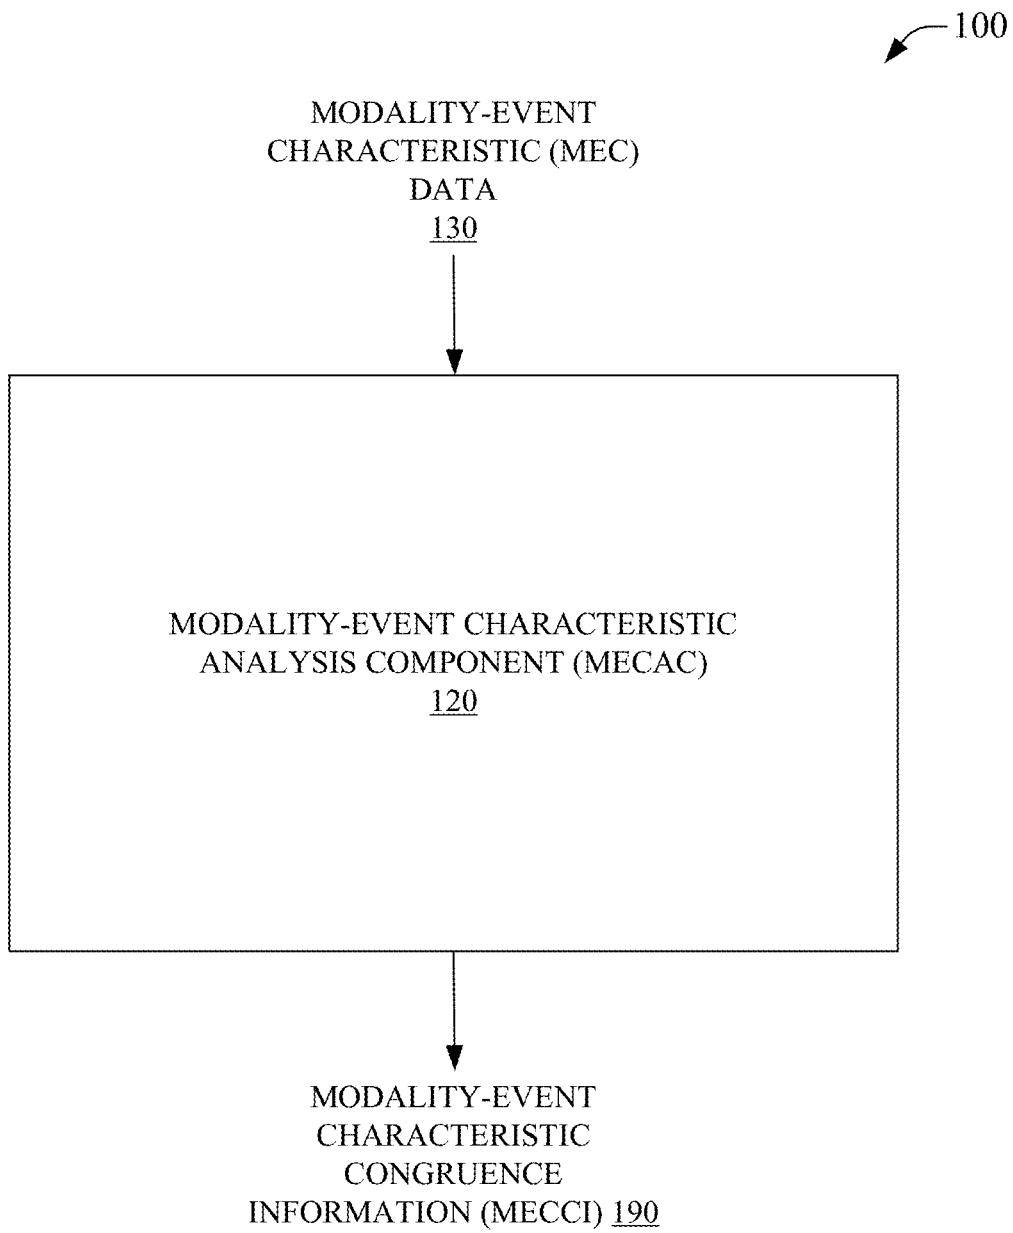 100
MODALITY-EVENT
CHARACTERISTIC (MEC)
DATA
130
MODALITY-EVENT CHARACTERISTIC
ANALYSIS COMPONENT (MECAC)
120
MODALITY-EVENT
CHARACTERISTIC
CONGRUENCE
INFORMATION (MECCI) 190